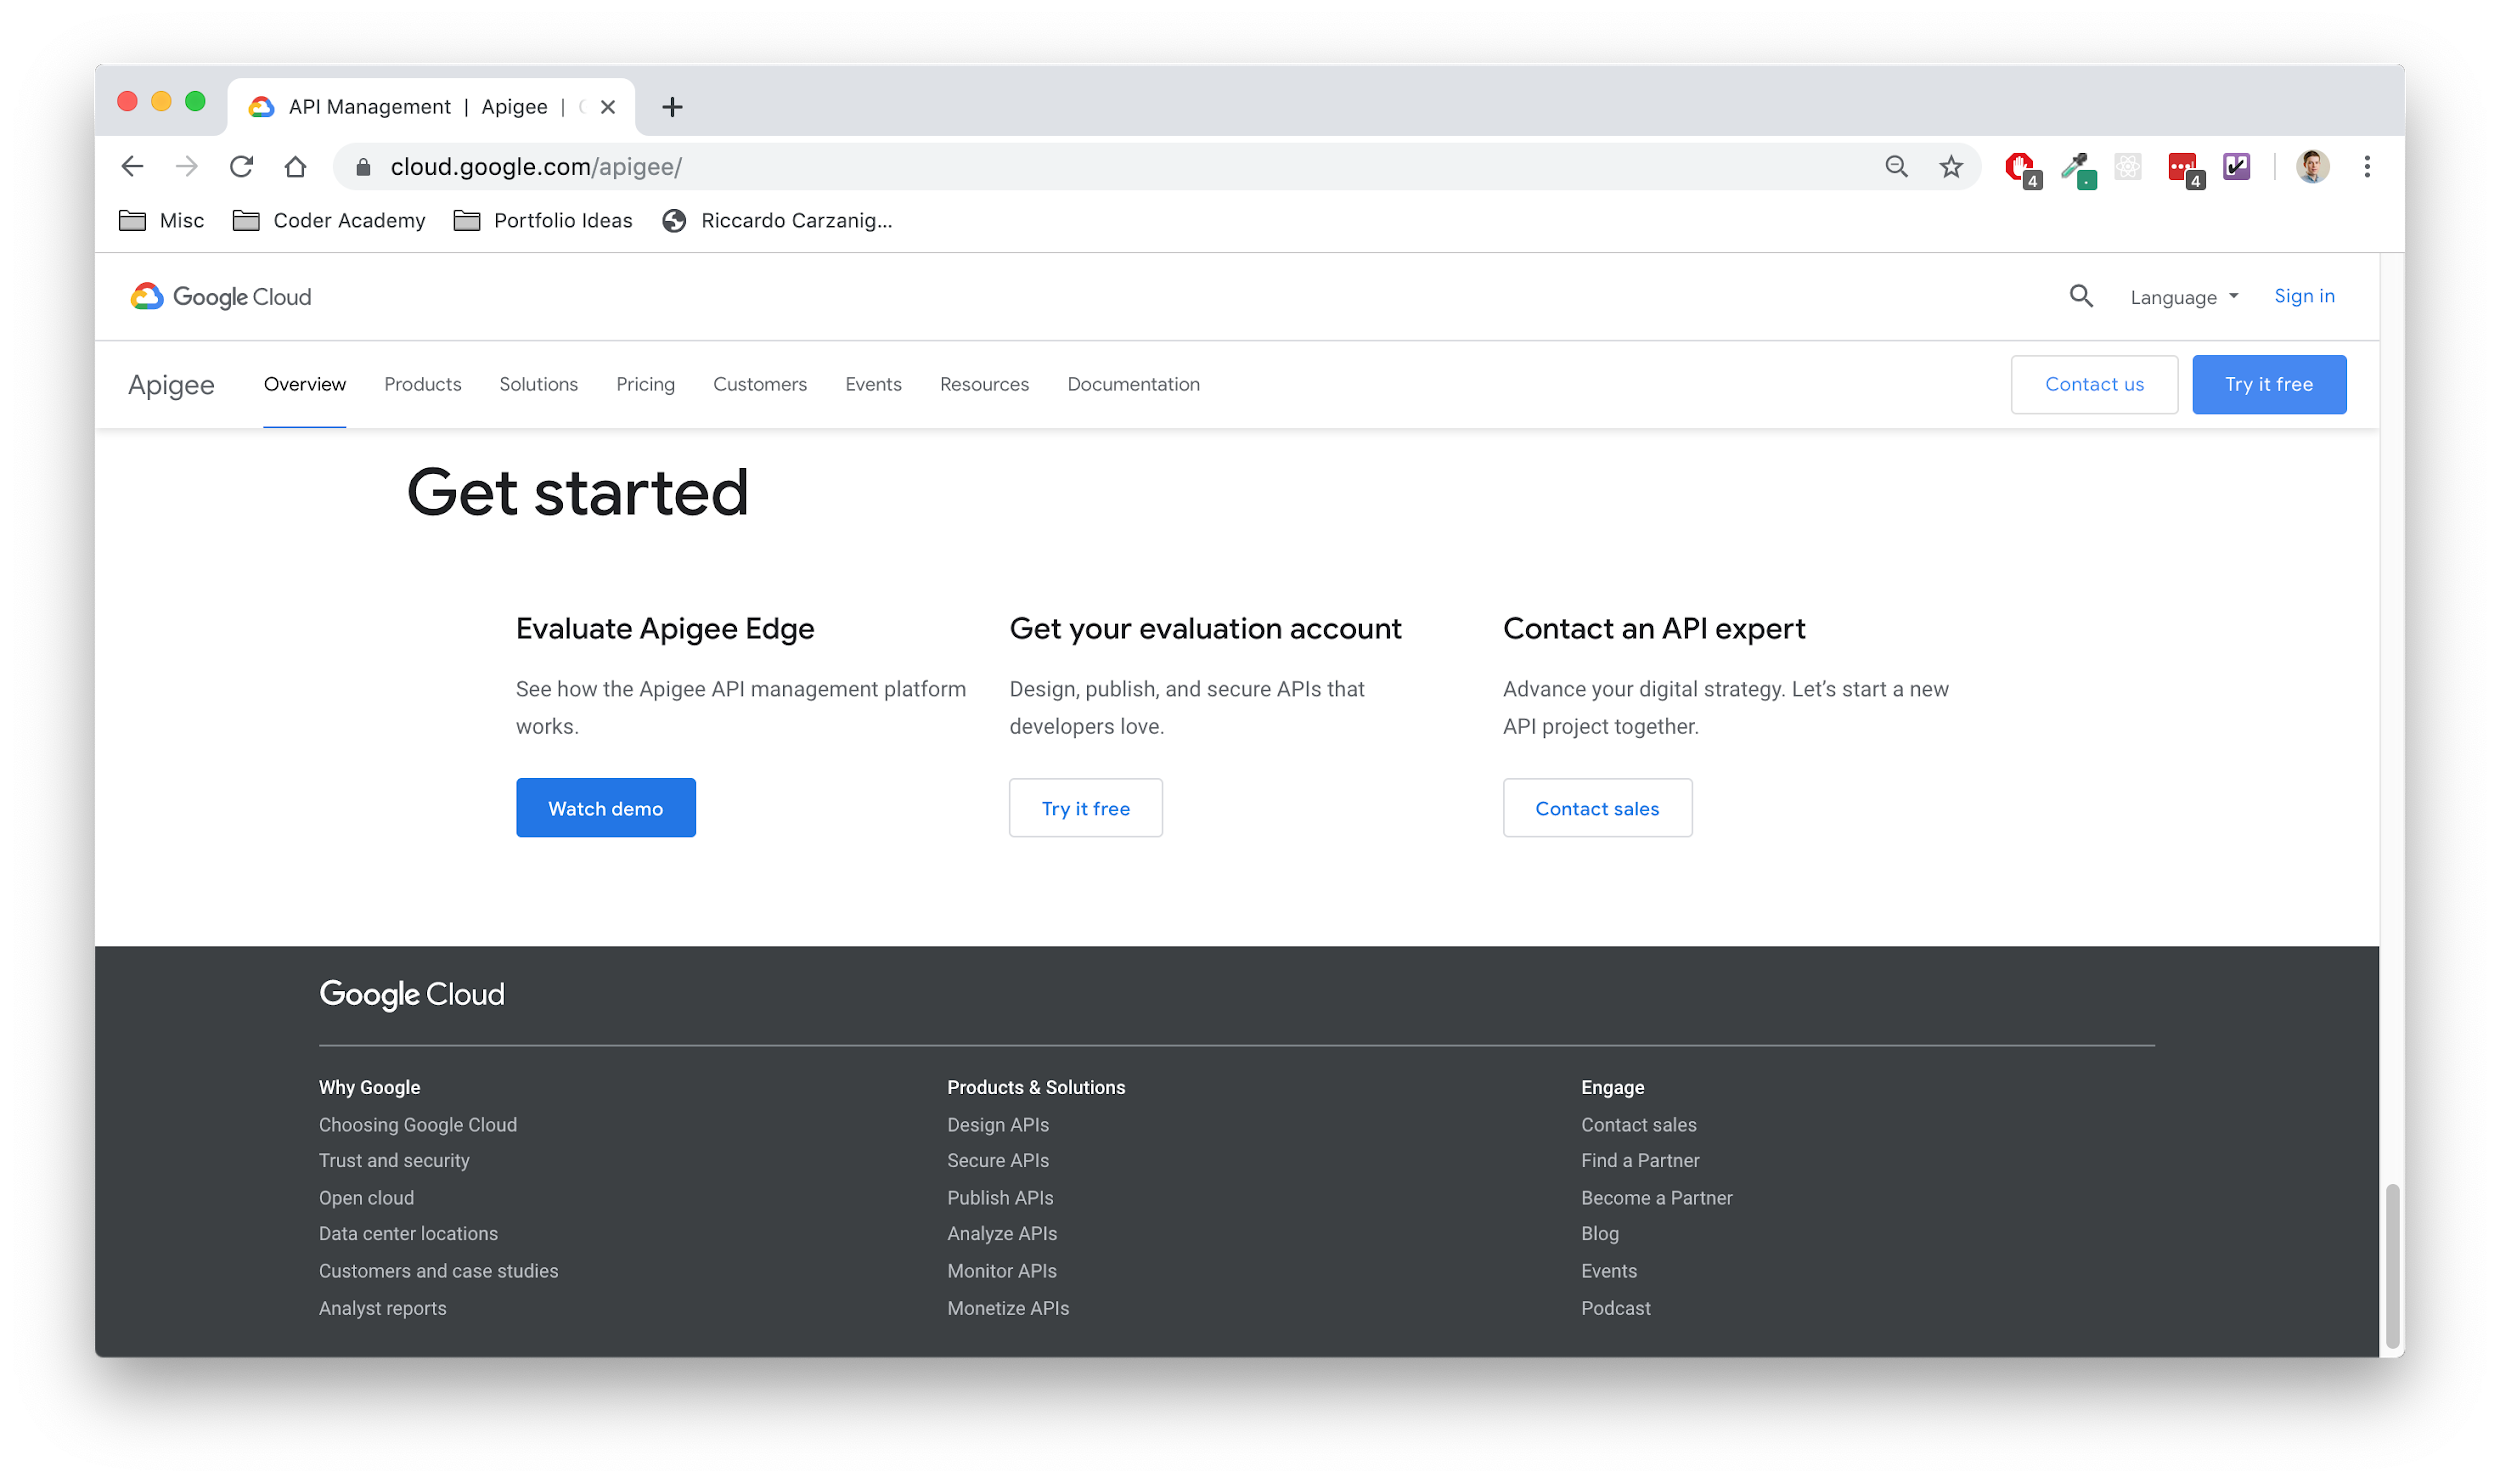 API Management | Apigee |
cloud.google.com/apigee/
4
4
Misc
Coder Academy
Portfolio Ideas
Riccardo Carzanig...
Google Cloud
Language
Sign in
Apigee
Overview
Products
Solutions
Pricing
Customers
Events
Resources
Documentation
Contact us
Try it free
Get started
Evaluate Apigee Edge
See how the Apigee API management platform
works.
Watch demo
Get your evaluation account
Design, publish, and secure APIs that
developers love.
Try it free
Contact an API expert
Advance your digital strategy. Let’s start a new
API project together.
Contact sales
Google Cloud
Why Google
Choosing Google Cloud
Trust and security
Open cloud
Data center locations
Customers and case studies
Analyst reports
Products & Solutions
Design APIs
Secure APIs
Publish APIs
Analyze APIs
Monitor APIs
Monetize APIs
Engage
Contact sales
Find a Partner
Become a Partner
Blog
Events
Podcast